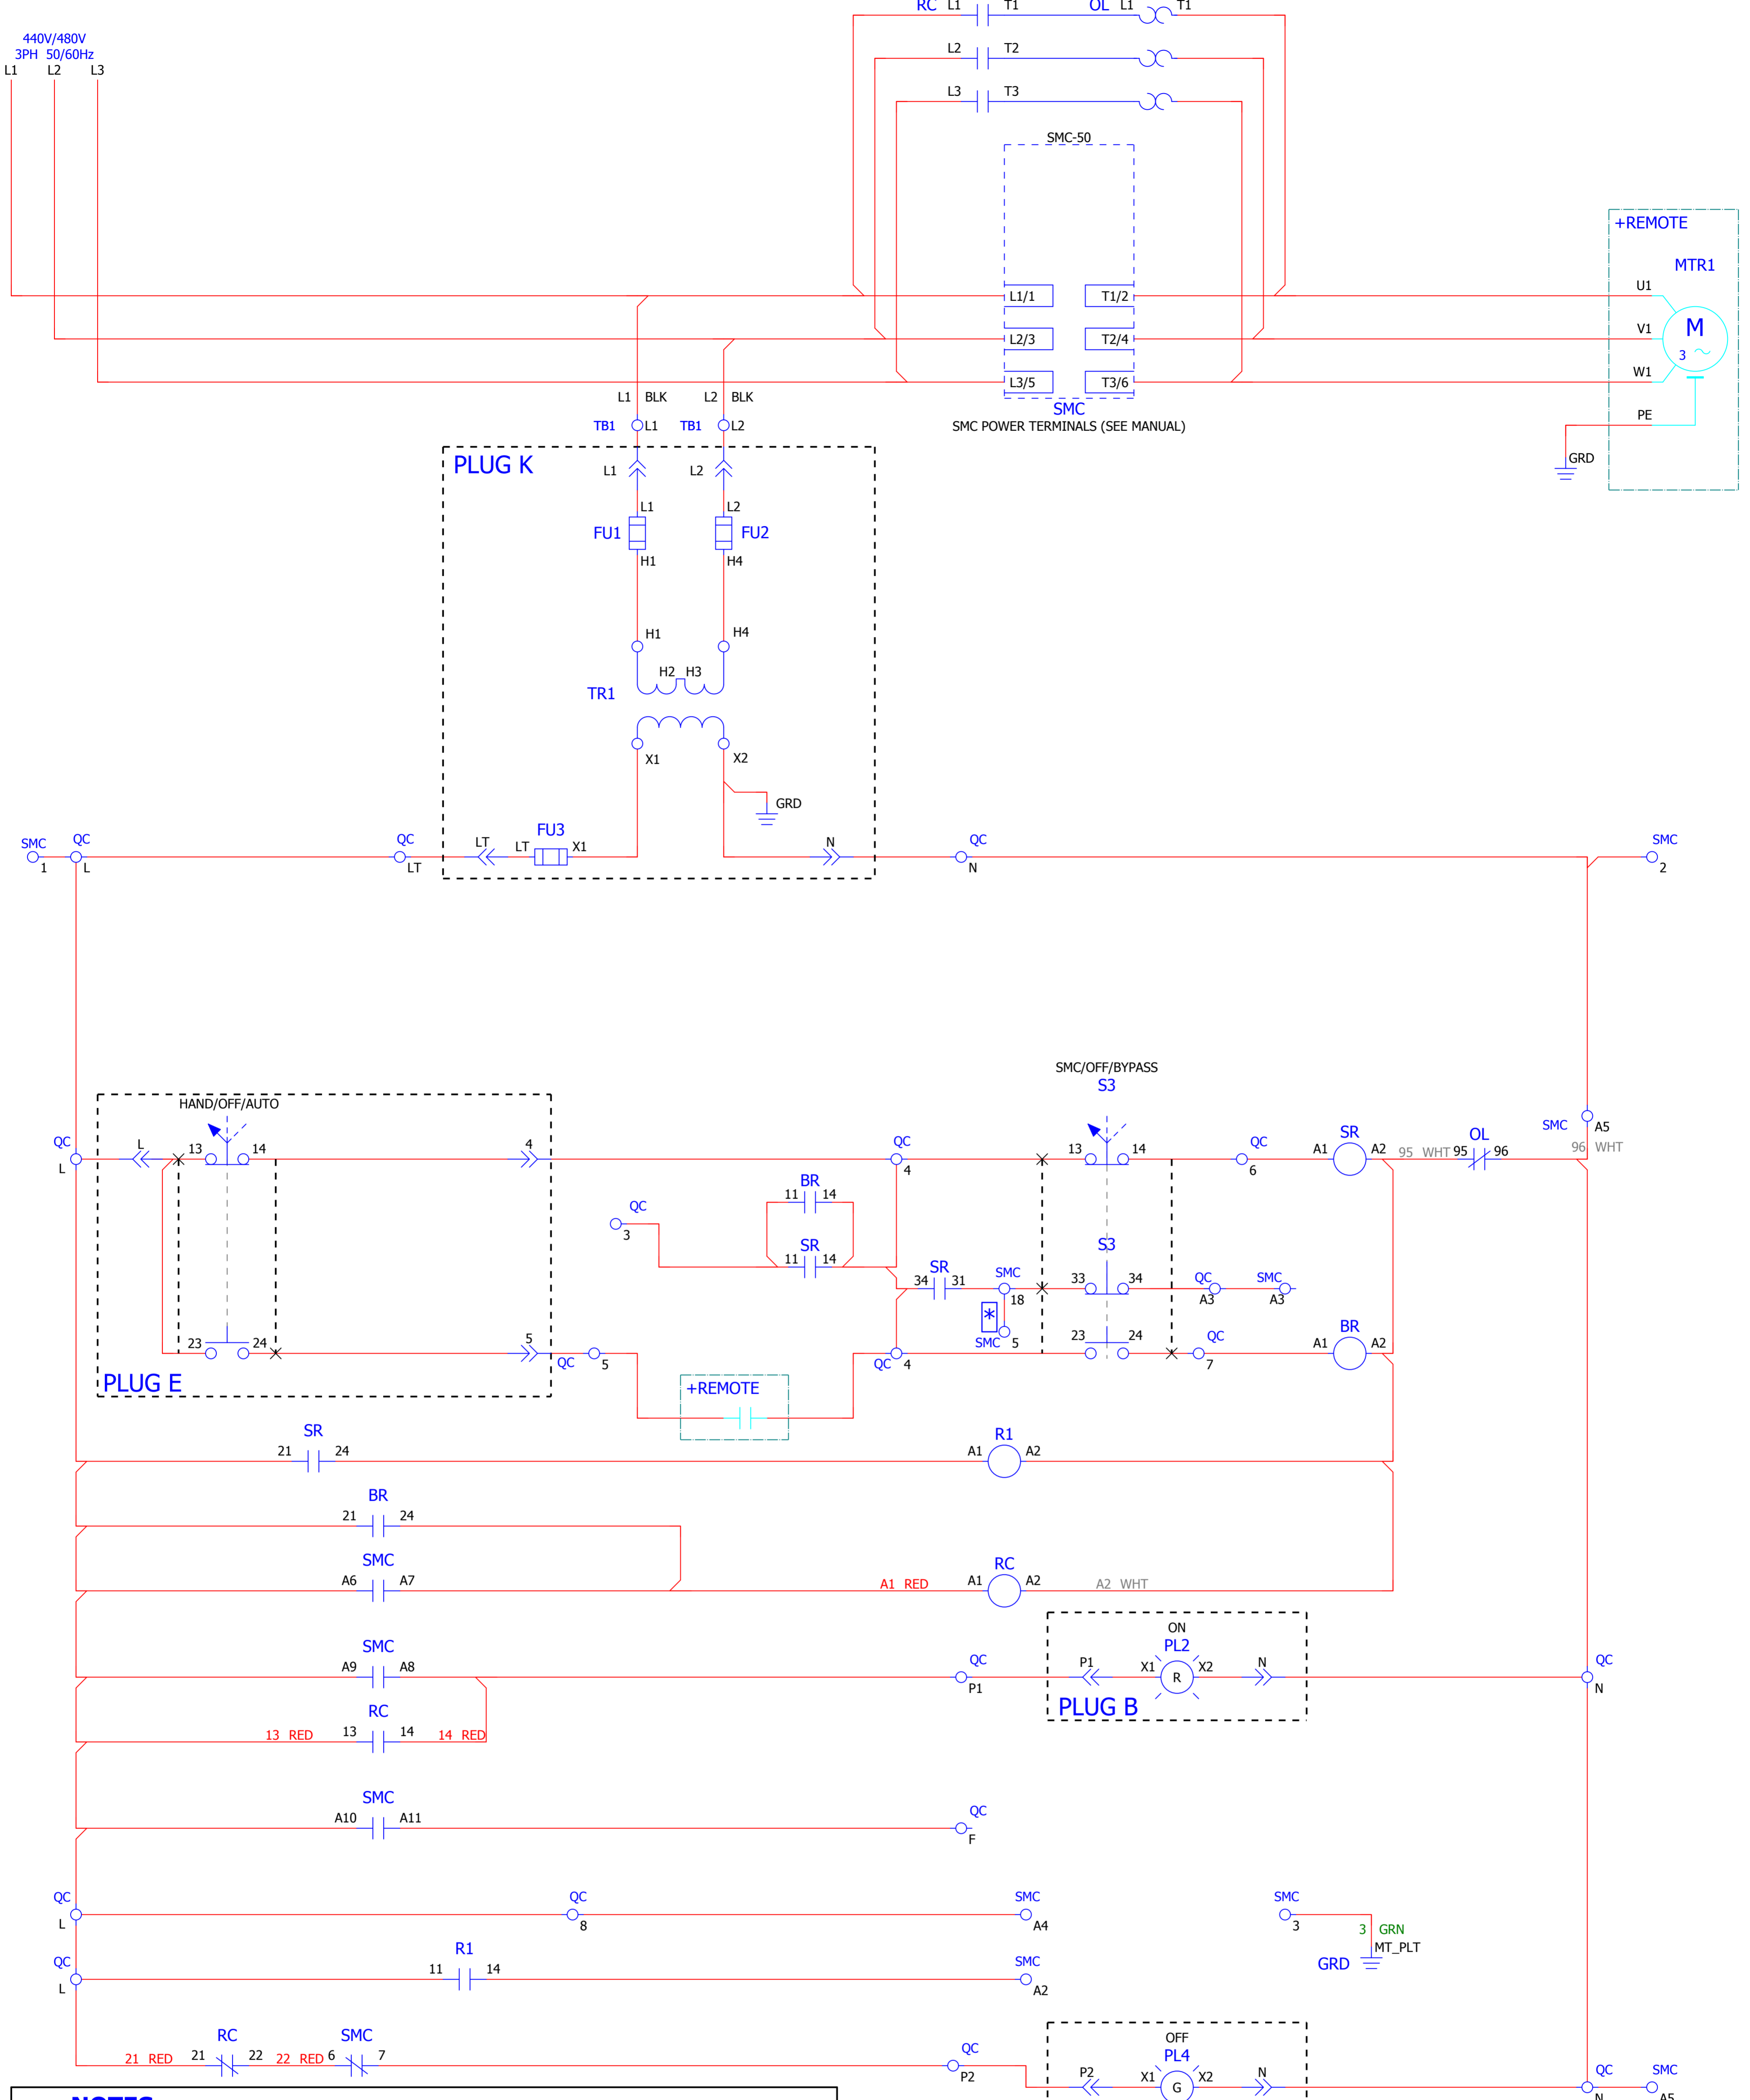 RC L1 T1 OL L1 T1
440V/480V
3PH 50/60Hz
L1 L2 L3
L2 T2
L3 T3
SMC-50
+REMOTE
MTR1
L1/1 T1/2 U1
M
3
L2/3 T2/4 V1
L3/5 T3/6 W1
L1 BLK L2 BLK
SMC
SMC POWER TERMINALS (SEE MANUAL)
PE
TB1 L1 TB1 L2
GRD
PLUG K
L1 L2
L1 L2
FU1 FU2
H1 H4
H1 H4
H2 H3
TR1
X1 X2
GRD
SMC QC QC FU3 QC SMC
LT LT X1 N
1 L LT N 2
SMC/OFF/BYPASS
S3
HAND/OFF/AUTO
SMC A5
QC L 13 14 4 QC 13 14 QC SR OL
A1 A2 95 WHT 95 96 96 WHT
L 4 6
BR
11 14
QC
3
SR
11 14
S3
SR SMC QC SMC
34 31 33 34
18 A3 A3
*
SMC 5
23 24 5 23 24 QC BR
A1 A2
QC 5 QC 4 7
PLUG E
+REMOTE
SR R1
21 24 A1 A2
BR
21 24
SMC RC
A6 A7 A1 RED A1 A2 A2 WHT
ON
SMC PL2
A9 A8 QC P1 X1 R X2 N QC
P1 N
PLUG B
RC
13 RED 13 14 14 RED
SMC
A10 A11 QC
F
QC QC SMC SMC
L 8 A4 3
3 GRN
MT_PLT
GRD
QC R1 SMC
11 14
L A2
OFF
RC SMC PL4
21 RED 21 22 22 RED 6 7 QC
P2
P2 X1 G X2 N QC SMC
N A5
NOTES